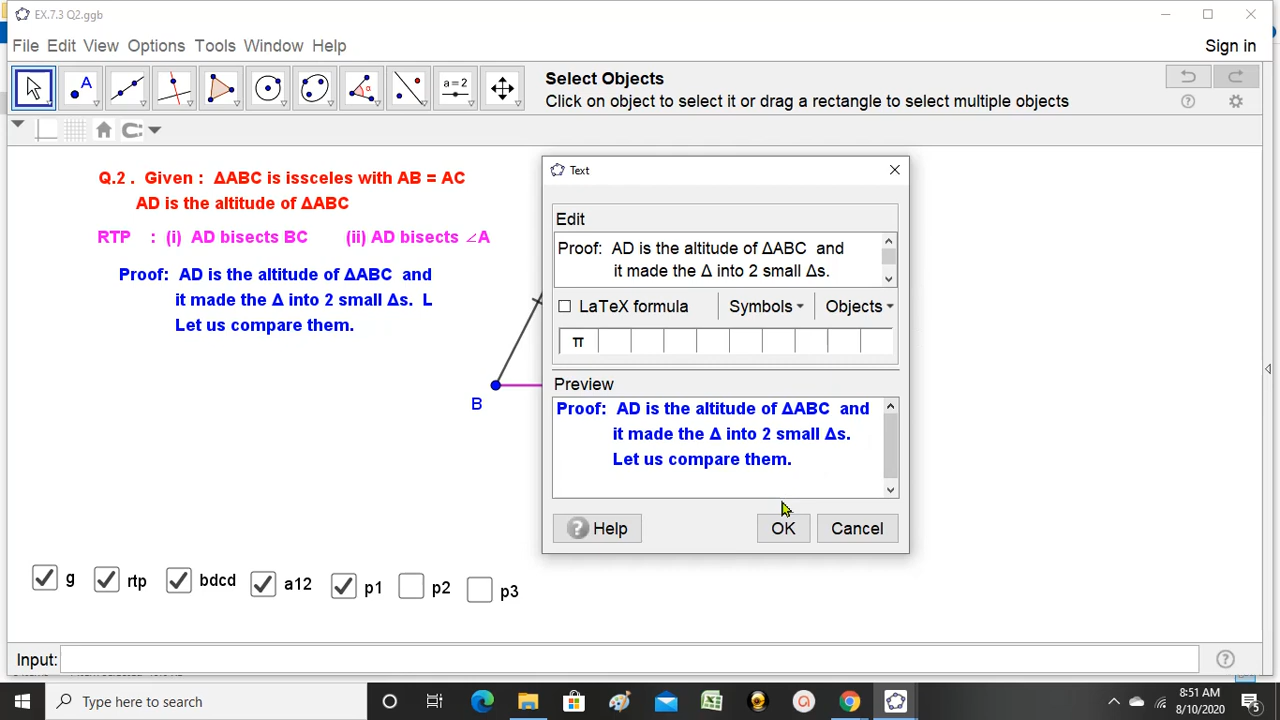 EX.7.3 Q2.ggb
File Edit View Options Tools Window Help
Sign in
A
α
a=2
Select Objects
Click on object to select it or drag a rectangle to select multiple objects
Q.2 . Given : ΔABC is issceles with AB = AC
AD is the altitude of ΔABC
RTP : (i) AD bisects BC (ii) AD bisects ∠A
Proof: AD is the altitude of ΔABC and
it made the Δ into 2 small Δs. L
Let us compare them.
B
Text
Edit
Proof: AD is the altitude of ΔABC and
it made the Δ into 2 small Δs.
LaTeX formula Symbols Objects
π
Preview
Proof: AD is the altitude of ΔABC and
it made the Δ into 2 small Δs.
Let us compare them.
? Help
OK
Cancel
g rtp bdcd a12 p1 p2 p3
Input:
Type here to search
8:51 AM
8/10/2020
5